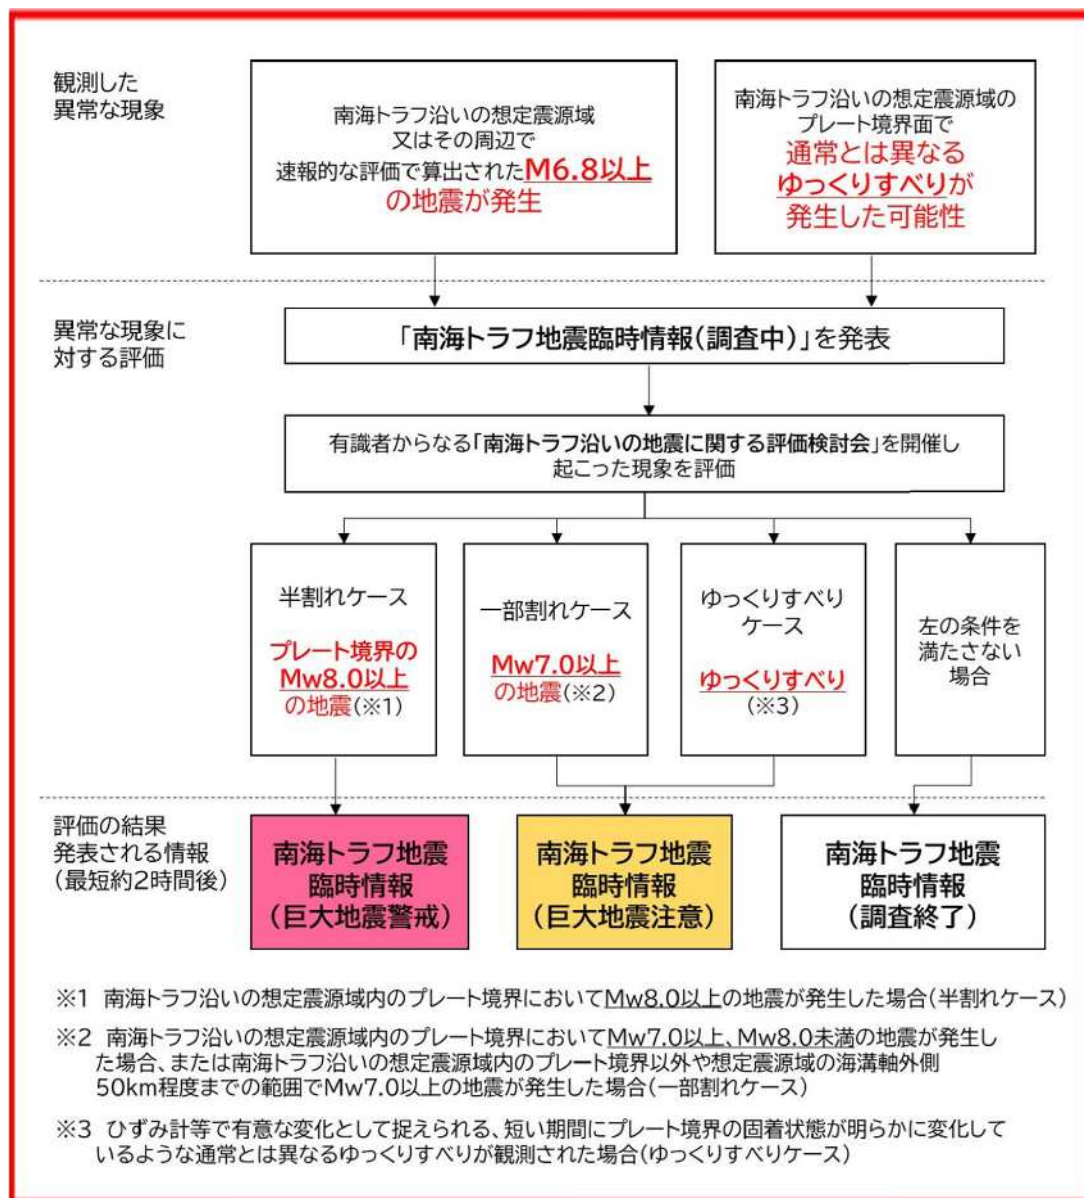 観測した
異常な現象
南海トラフ沿いの想定震源域
又はその周辺で
速報的な評価で算出されたM6.8以上
の地震が発生
南海トラフ沿いの想定震源域の
プレート境界面で
通常とは異なる
ゆっくりすべりが
発生した可能性
異常な現象に
対する評価
「南海トラフ地震臨時情報(調査中)」を発表
有識者からなる「南海トラフ沿いの地震に関する評価検討会」を開催し
起こった現象を評価
半割れケース
プレート境界の
Mw8.0以上
の地震(※1)
一部割れケース
Mw7.0以上
の地震(※2)
ゆっくりすべり
ケース
ゆっくりすべり
(※3)
左の条件を
満たさない
場合
評価の結果
発表される情報
(最短約2時間後)
南海トラフ地震
臨時情報
(巨大地震警戒)
南海トラフ地震
臨時情報
(巨大地震注意)
南海トラフ地震
臨時情報
(調査終了)
※1 南海トラフ沿いの想定震源域内のプレート境界においてMw8.0以上の地震が発生した場合(半割れケース)
※2 南海トラフ沿いの想定震源域内のプレート境界においてMw7.0以上、Mw8.0未満の地震が発生し
た場合、または南海トラフ沿いの想定震源域内のプレート境界以外や想定震源域の海溝軸外側
50km程度までの範囲でMw7.0以上の地震が発生した場合(一部割れケース)
※3 ひずみ計等で有意な変化として捉えられる、短い期間にプレート境界の固着状態が明らかに変化して
いるような通常とは異なるゆっくりすべりが観測された場合(ゆっくりすべりケース)